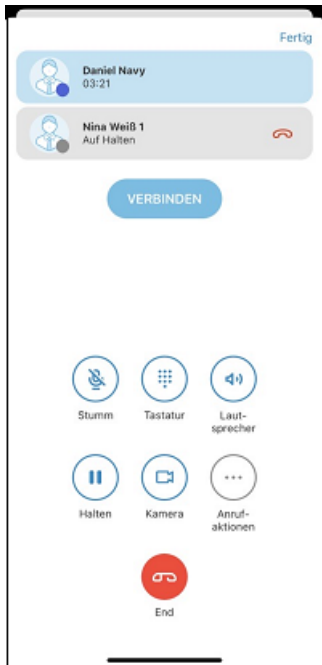 Fertig
Daniel Navy
03:21
Nina Weiß 1
Auf Halten
VERBINDEN
Stumm
Tastatur
Laut-
sprecher
Halten
Kamera
Anruf-
aktionen
End